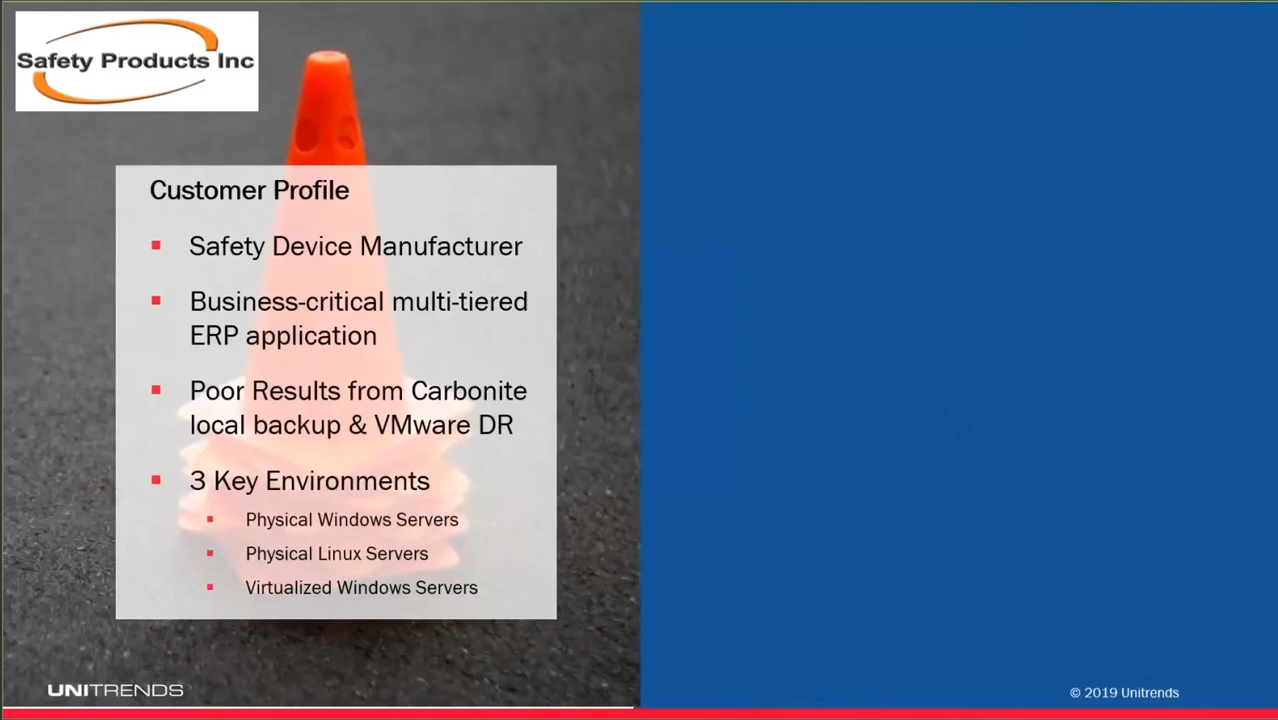 Safety Products Inc
Customer Profile
Safety Device Manufacturer
Business-critical multi-tiered
ERP application
Poor Results from Carbonite
local backup & VMware DR
3 Key Environments
Physical Windows Servers
Physical Linux Servers
Virtualized Windows Servers
UNITRENDS
© 2019 Unitrends